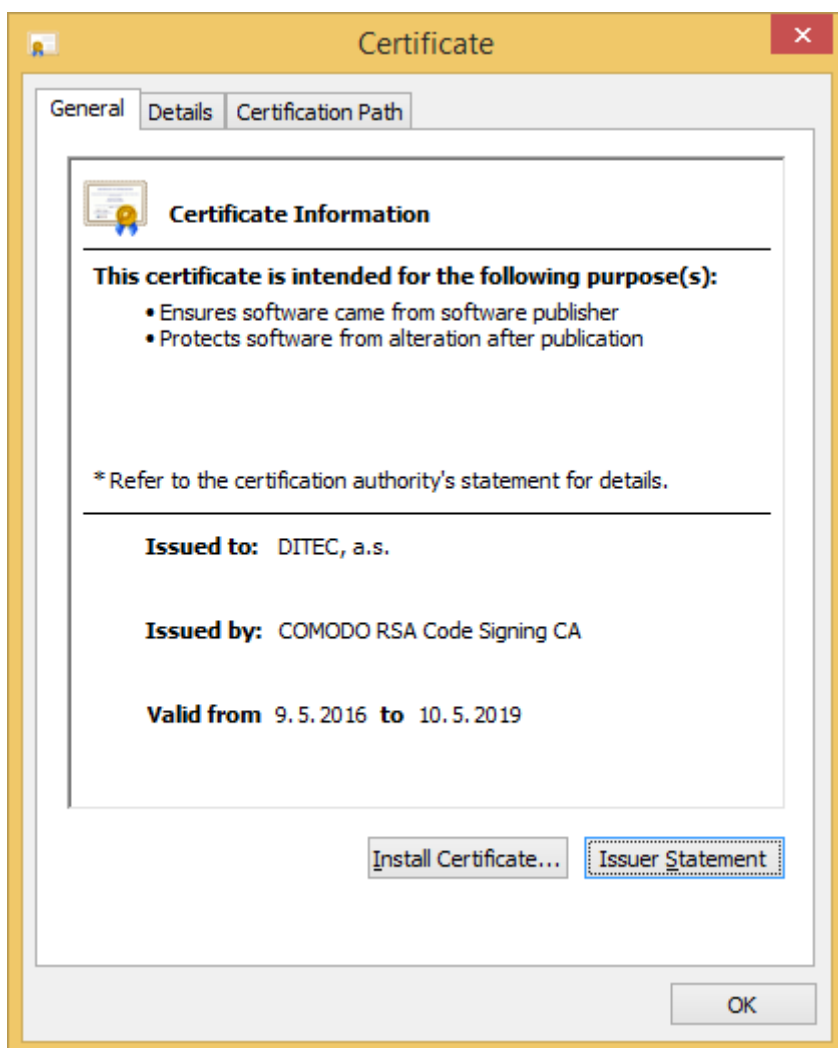 Certificate
General Details Certification Path
Certificate Information
This certificate is intended for the following purpose(s):
• Ensures software came from software publisher
• Protects software from alteration after publication
* Refer to the certification authority's statement for details.
Issued to: DITEC, a.s.
Issued by: COMODO RSA Code Signing CA
Valid from 9. 5. 2016 to 10. 5. 2019
Install Certificate... Issuer Statement
OK